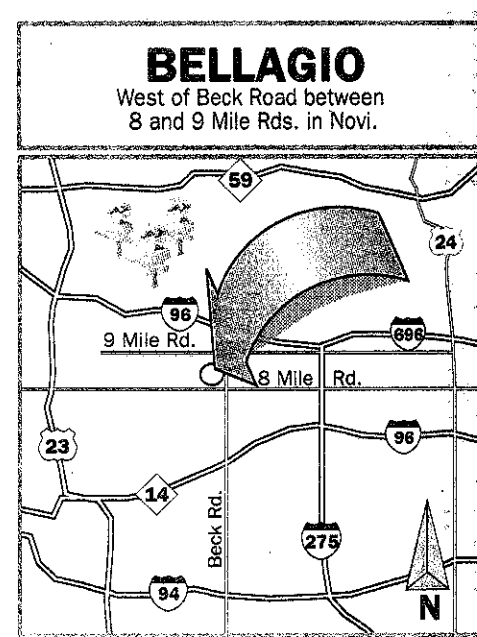 BELLAGIO
West of Beck Road between
8 and 9 Mile Rds. in Novi.
59
24
96
696
9 Mile Rd.
8 Mile Rd.
23
96
14
Beck Rd.
275
94
N